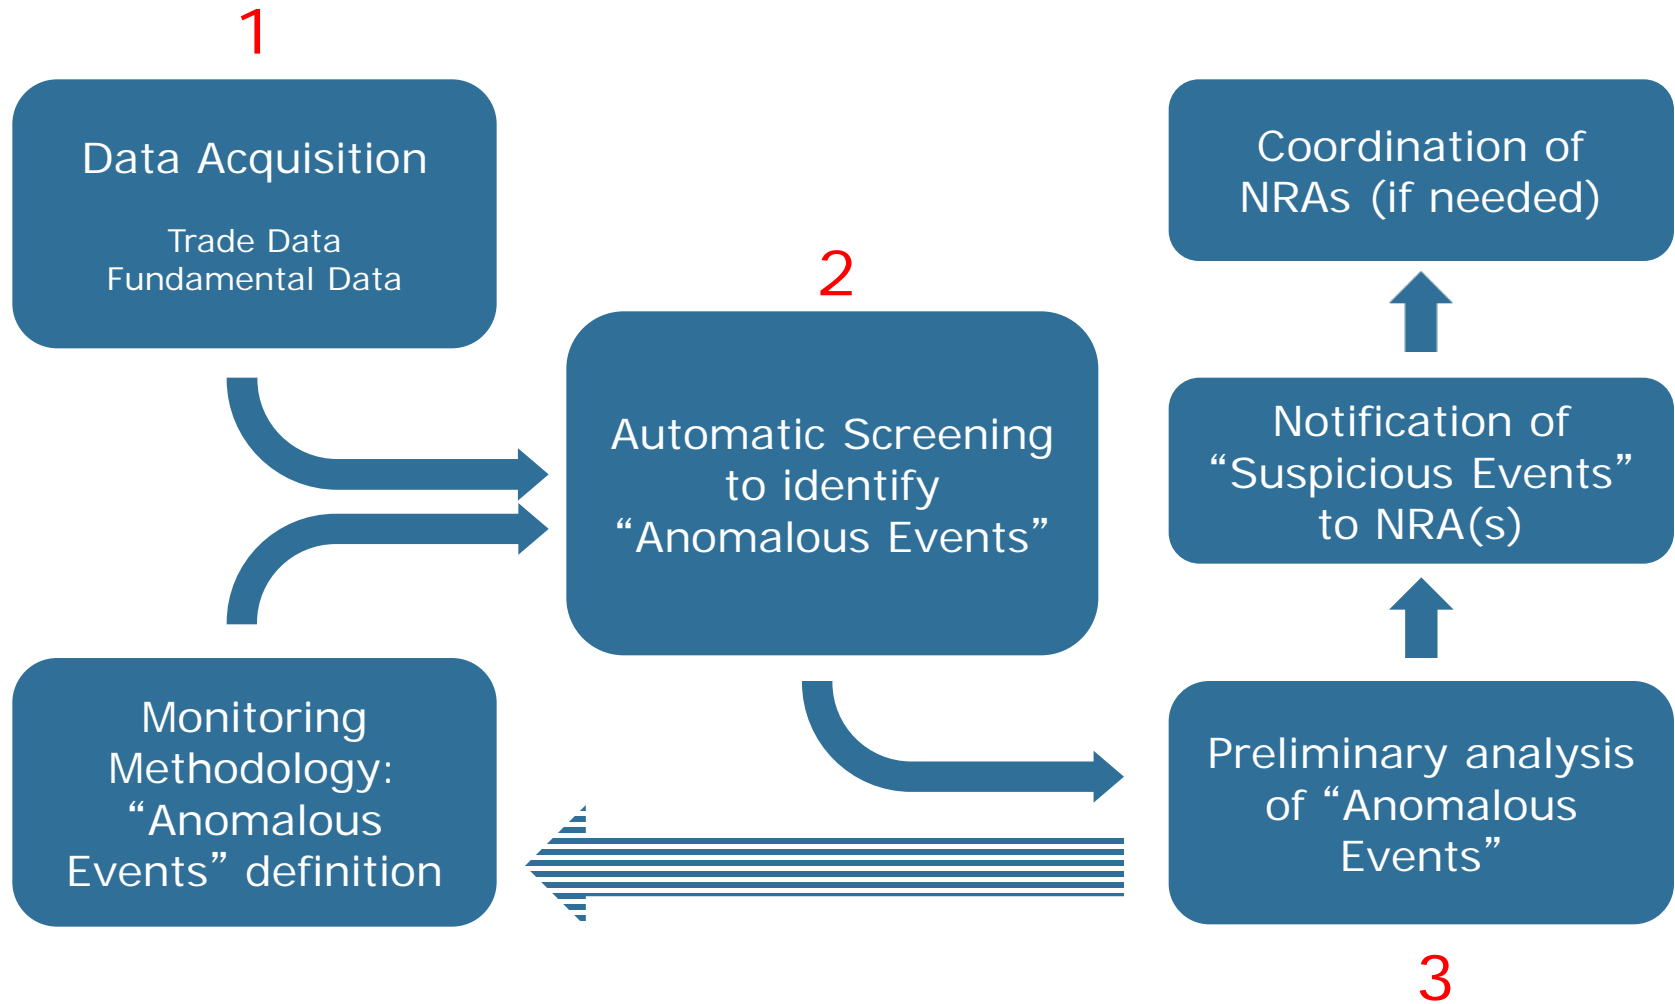 1
Data Acquisition
Trade Data
Fundamental Data
2
Automatic Screening
to identify
“Anomalous Events”
Monitoring
Methodology:
“Anomalous
Events” definition
Coordination of
NRAs (if needed)
Notification of
“Suspicious Events”
to NRA(s)
Preliminary analysis
of “Anomalous
Events”
3